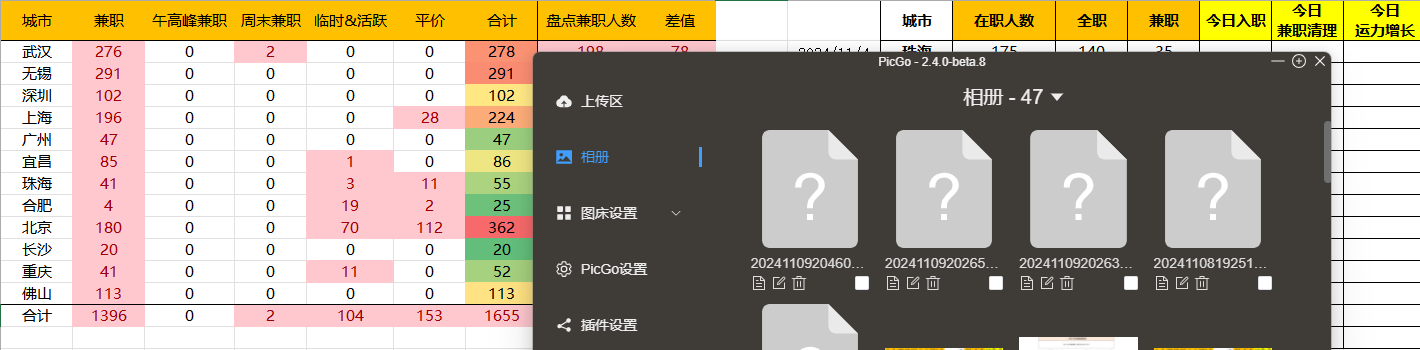 城市 兼职 午高峰兼职 周末兼职 临时&活跃 平价 合计 盘点兼职人数 差值 城市 在职人数 全职 兼职 今日入职 今日兼职清理 今日运力增长
武汉 276 0 2 0 0 278 198 78 2024/11/4 珠海 175 140 35
无锡 291 0 0 0 0 291
深圳 102 0 0 0 0 102
上海 196 0 0 0 28 224
广州 47 0 0 0 0 47
宜昌 85 0 0 1 0 86
珠海 41 0 0 3 11 55
合肥 4 0 0 19 2 25
北京 180 0 0 70 112 362
长沙 20 0 0 0 0 20
重庆 41 0 0 11 0 52
佛山 113 0 0 0 0 113
合计 1396 0 2 104 153 1655
PicGo - 2.4.0-beta.8
上传区
相册
图床设置
PicGo设置
插件设置
相册 - 47
2024110920460...
2024110920265...
2024110920263...
2024110819251...